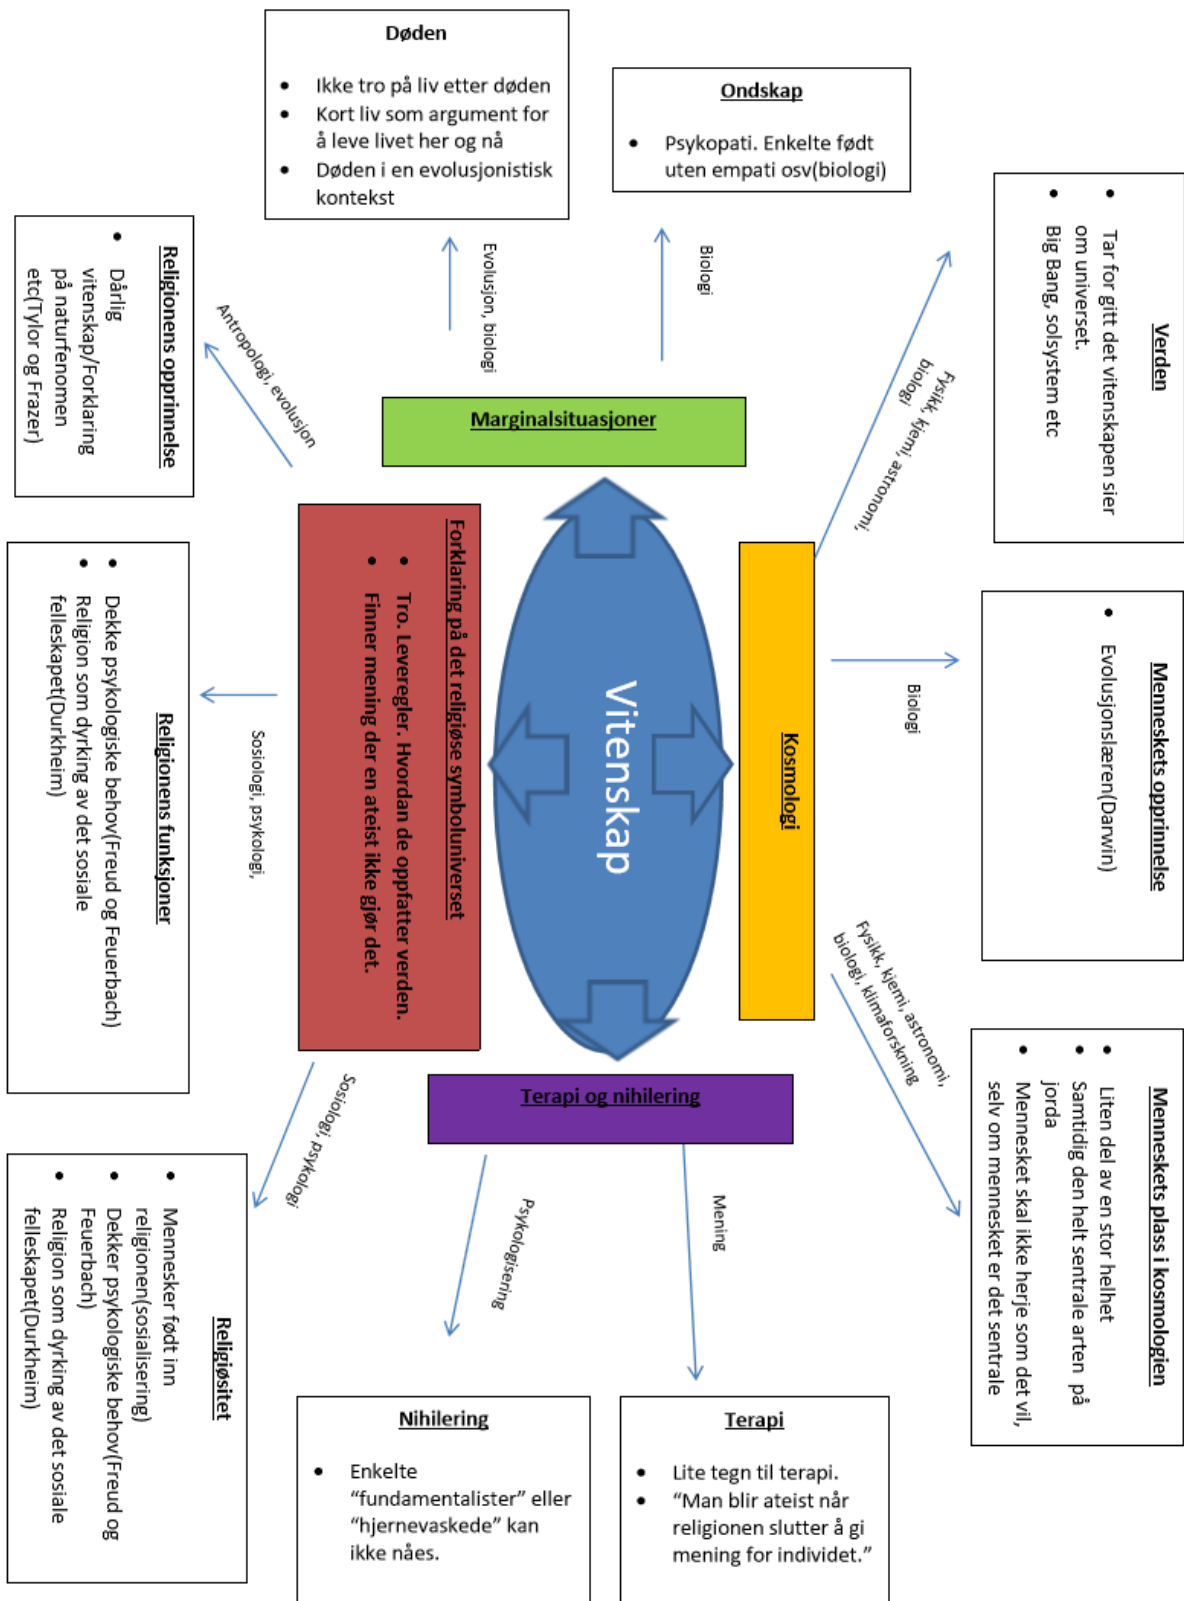 Døden
• Ikke tro på liv etter døden
• Kort liv som argument for
å leve livet her og nå
• Døden i en evolusjonistisk
kontekst
Ondskap
• Psykopati. Enkelte født
uten empati osv(biologi)
Evolusjon, biologi
Biologi
Marginalsituasjoner
Verden
• Tar for gitt det vitenskapen sier
om universet.
• Big Bang, solsystem etc
Fysikk, kjemi, astronomi,
biologi
Menneskets opprinnelse
• Evolusjonslæren(Darwin)
Biologi
Menneskets plass i kosmologien
• Liten del av en stor helhet
• Samtidig den helt sentrale arten på
jorda
• Mennesket skal ikke herje som det vil,
selv om mennesket er det sentrale
Fysikk, kjemi, astronomi,
biologi, klimaforskning
Kosmologi
Vitenskap
Forklaring på det religiøse symboluniverset
• Tro. Leveregler. Hvordan de oppfatter verden.
• Finner mening der en ateist ikke gjør det.
Antropologi, evolusjon
Religionens opprinnelse
• Dårlig
vitenskap/Forklaring
på naturfenomen
etc(Tylor og Frazer)
Sosiologi, psykologi,
Religionens funksjoner
• Dekke psykologiske behov(Freud og Feuerbach)
• Religion som dyrking av det sosiale
felleskapet(Durkheim)
Sosiologi, psykologi
Religiøsitet
• Mennesker født inn
religionen(sosialisering)
• Dekker psykologiske behov(Freud og
Feuerbach)
• Religion som dyrking av det sosiale
felleskapet(Durkheim)
Terapi og nihilering
Psykologisering
Mening
Nihilering
• Enkelte
“fundamentalister” eller
“hjernevaskede” kan
ikke nåes.
Terapi
• Lite tegn til terapi.
• “Man blir ateist når
religionen slutter å gi
mening for individet.”